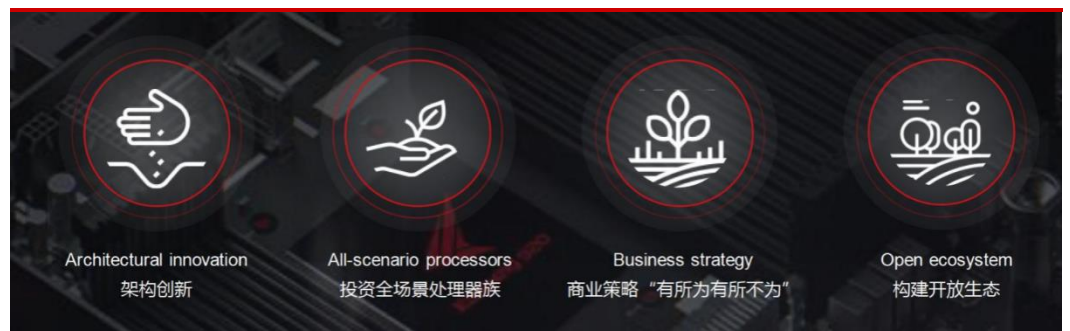 Architectural innovation
架构创新
All-scenario processors
投资全场景处理器族
Business strategy
商业策略“有所为有所不为”
Open ecosystem
构建开放生态